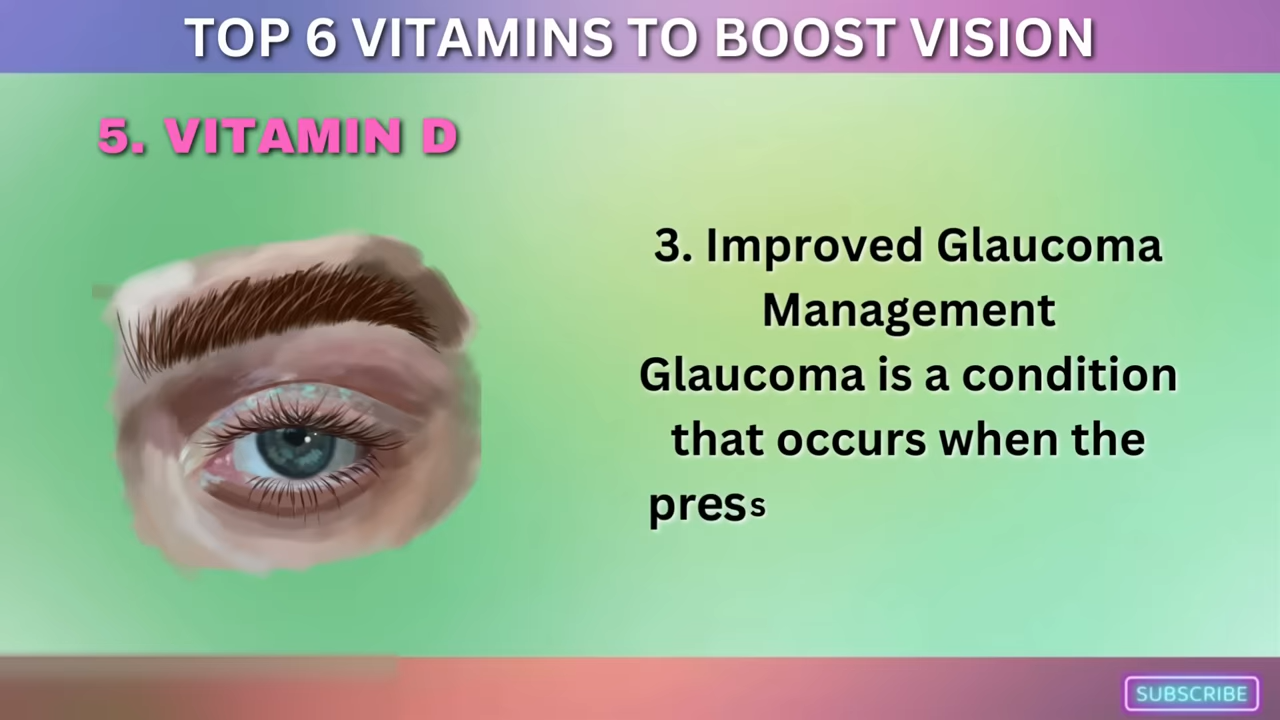 TOP 6 VITAMINS TO BOOST VISION
5. VITAMIN D
3. Improved Glaucoma
Management
Glaucoma is a condition
that occurs when the
press
SUBSCRIBE